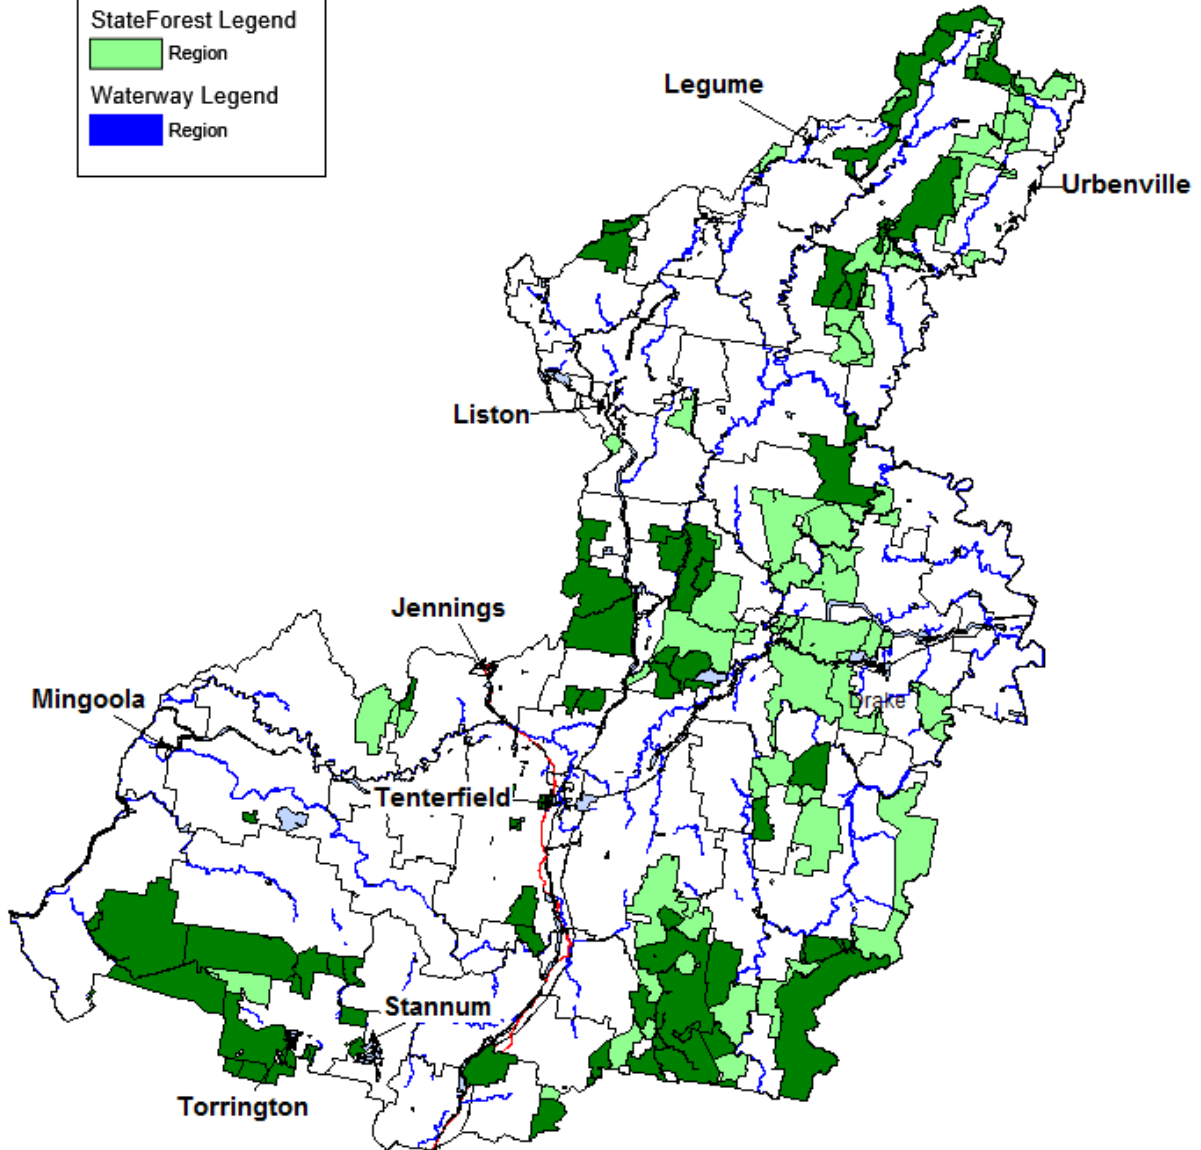 StateForest Legend
Region
Waterway Legend
Region
Legume
Urbenville
Liston
Jennings
Mingoola
Drake
Tenterfield
Stannum
Torrington